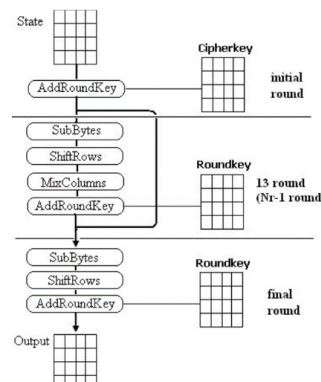 State
Cipherkey
AddRoundKey
initial
round
SubBytes
ShiftRows
MixColumns
AddRoundKey
Roundkey
13 round
(Nr-1 round
SubBytes
ShiftRows
AddRoundKey
Roundkey
final
round
Output